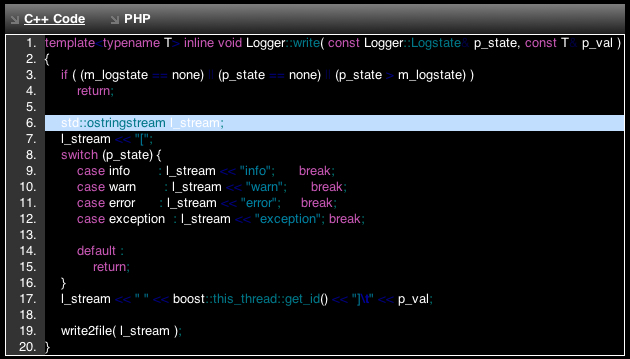 C++ Code PHP
1. template<typename T> inline void Logger::write( const Logger::Logstate& p_state, const T& p_val )
2. {
3. if ( (m_logstate == none) || (p_state == none) || (p_state > m_logstate) )
4. return;
5.
6. std::ostringstream l_stream;
7. l_stream << "[";
8. switch (p_state) {
9. case info : l_stream << "info"; break;
10. case warn : l_stream << "warn"; break;
11. case error : l_stream << "error"; break;
12. case exception : l_stream << "exception"; break;
13.
14. default :
15. return;
16. }
17. l_stream << " " << boost::this_thread::get_id() << "]\t" << p_val;
18.
19. write2file( l_stream );
20. }